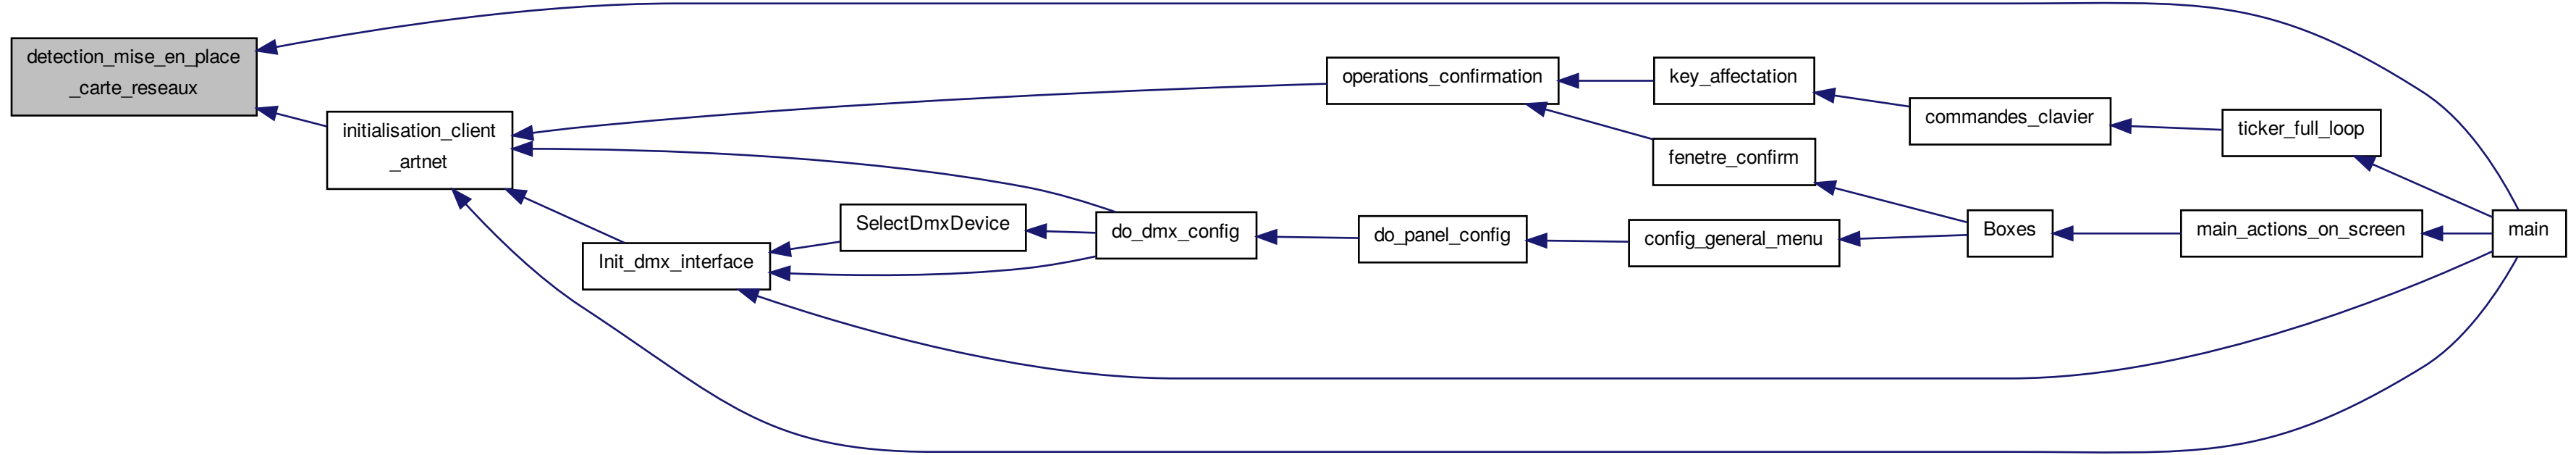 detection_mise_en_place
_carte_reseaux
initialisation_client
_artnet
operations_confirmation
key_affectation
commandes_clavier
ticker_full_loop
fenetre_confirm
SelectDmxDevice
do_dmx_config
do_panel_config
config_general_menu
Boxes
main_actions_on_screen
main
Init_dmx_interface